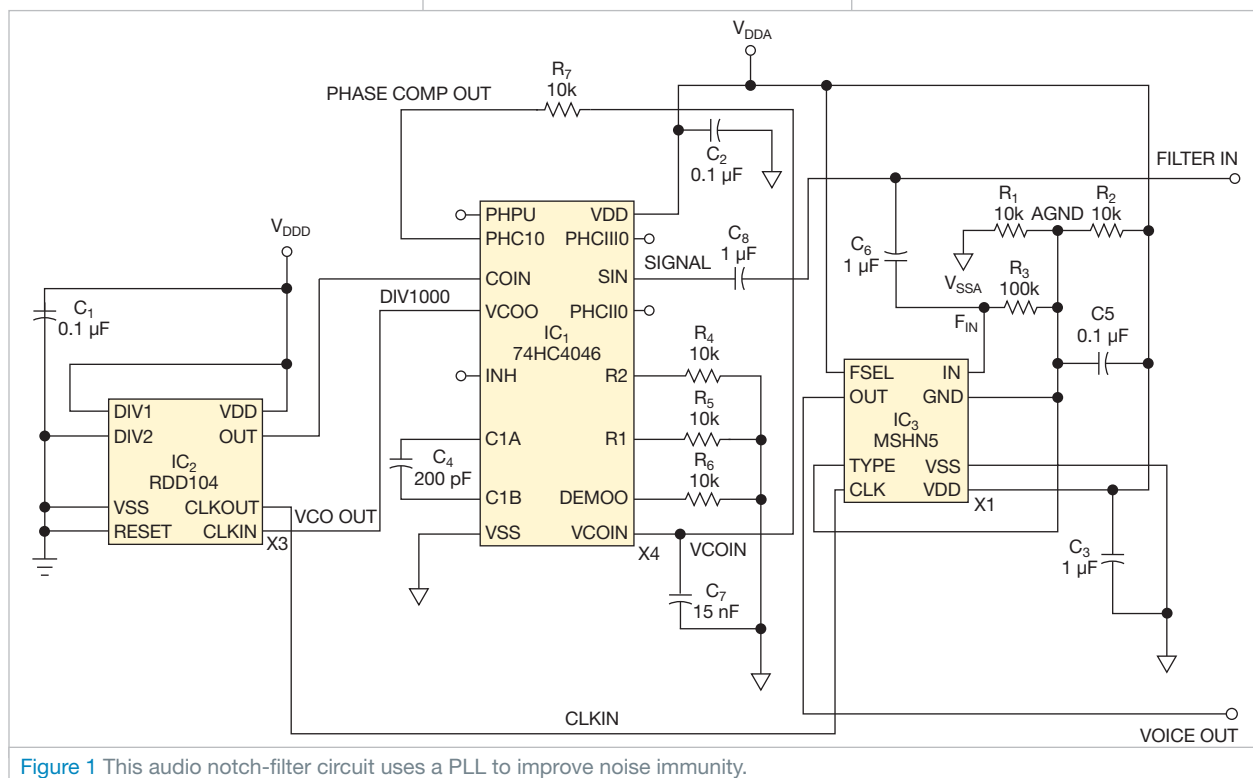 V_DDA
R₇
10k
PHASE COMP OUT
C₂
0.1 µF
FILTER IN
V_DDD
PHPU
VDD
PHC10
PHCIII0
COIN
SIN
VCOO
PHCII0
IC₁
74HC4046
INH
R2
C1A
R1
C1B
DEMOO
VSS
VCOIN
X4
C₈
1 µF
SIGNAL
C₆
1 µF
R₁
10k
AGND
R₂
10k
V_SSA
R₃
100k
F_IN
C5
0.1 µF
C₁
0.1 µF
DIV1000
R₄
10k
R₅
10k
R₆
10k
C₄
200 pF
DIV1
VDD
DIV2
OUT
IC₂
RDD104
VSS
CLKOUT
RESET
CLKIN
X3
VCO OUT
FSEL
IN
OUT
GND
IC₃
MSHN5
TYPE
VSS
CLK
VDD
X1
VCOIN
C₇
15 nF
C₃
1 µF
CLKIN
VOICE OUT
Figure 1 This audio notch-filter circuit uses a PLL to improve noise immunity.